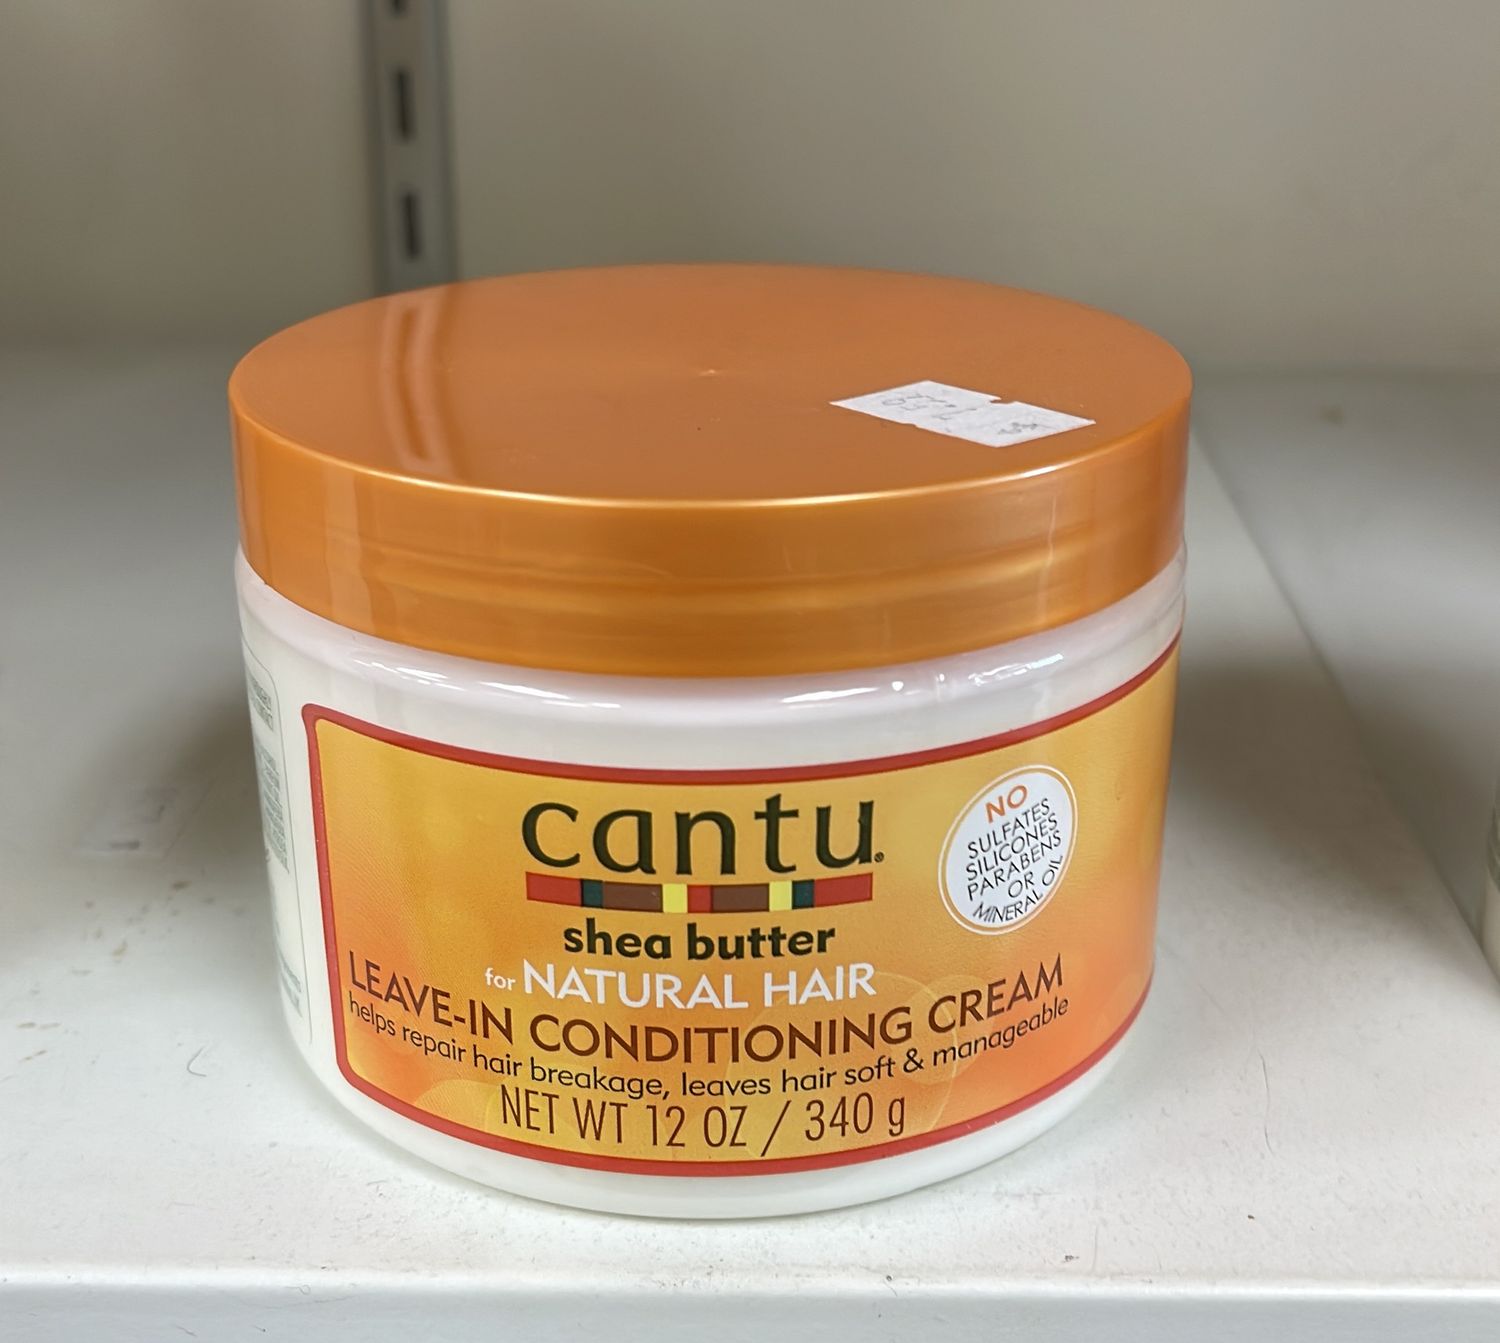 cantu®
shea butter
for NATURAL HAIR
LEAVE-IN CONDITIONING CREAM
helps repair hair breakage, leaves hair soft & manageable
NET WT 12 OZ / 340 g
NO
SULFATES
SILICONES
PARABENS
OR
MINERAL OIL